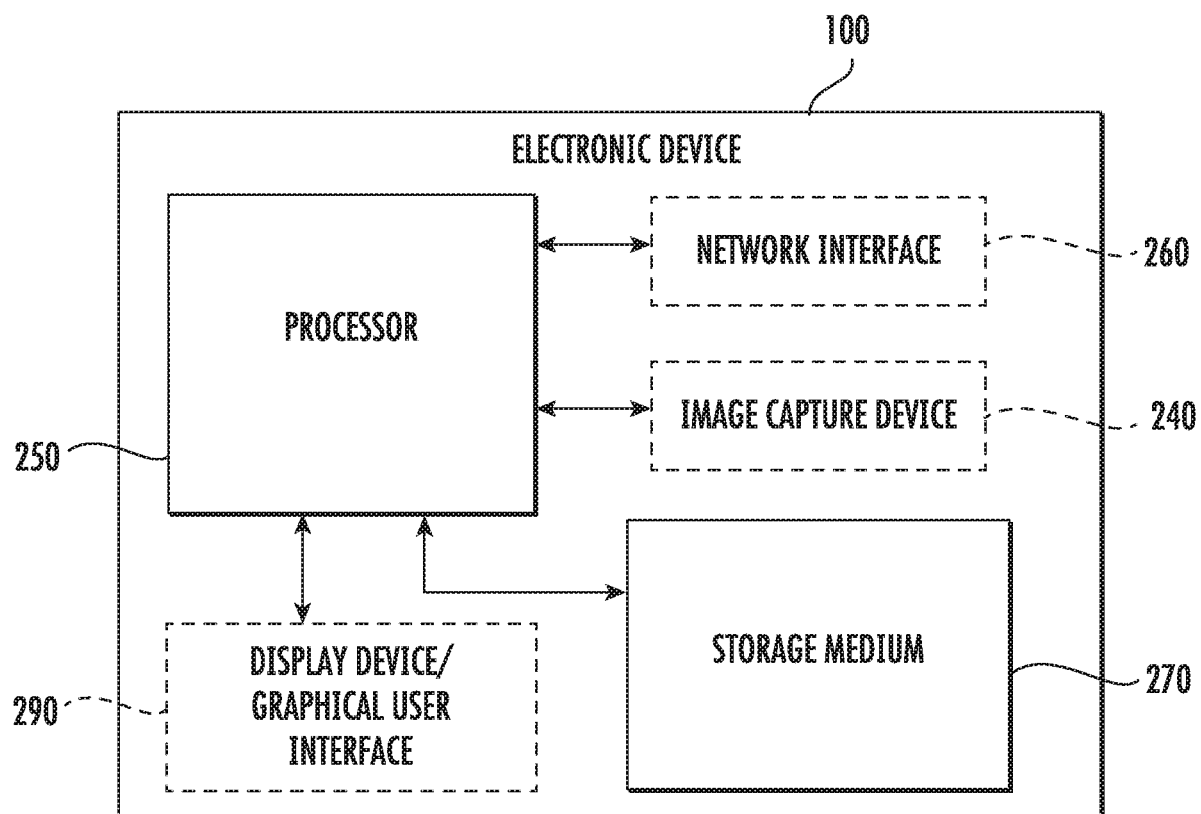 100
ELECTRONIC DEVICE
PROCESSOR
NETWORK INTERFACE
260
IMAGE CAPTURE DEVICE
240
250
STORAGE MEDIUM
270
DISPLAY DEVICE/
GRAPHICAL USER
INTERFACE
290